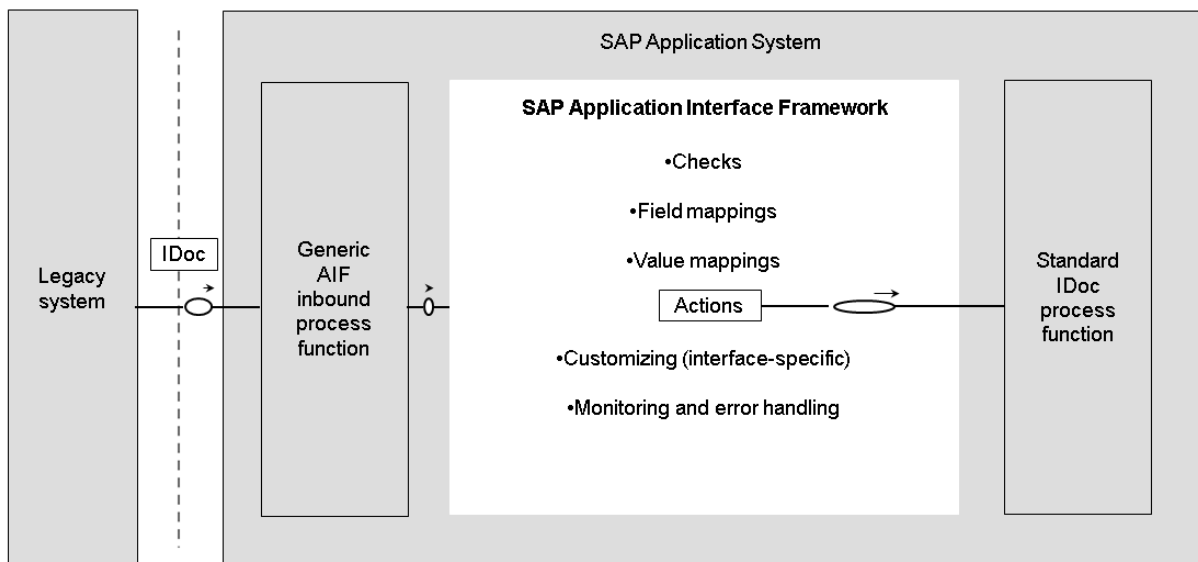 SAP Application System
SAP Application Interface Framework
•Checks
•Field mappings
•Value mappings
Actions
•Customizing (interface-specific)
•Monitoring and error handling
Legacy
system
IDoc
Generic
AIF
inbound
process
function
Standard
IDoc
process
function